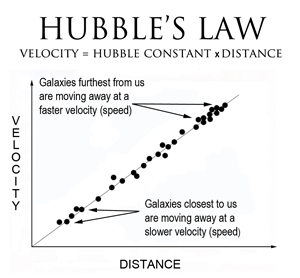 HUBBLE'S LAW
VELOCITY = HUBBLE CONSTANT x DISTANCE
Galaxies furthest from us
are moving away at a
faster velocity (speed)
VELOCITY
Galaxies closest to us
are moving away at a
slower velocity (speed)
DISTANCE